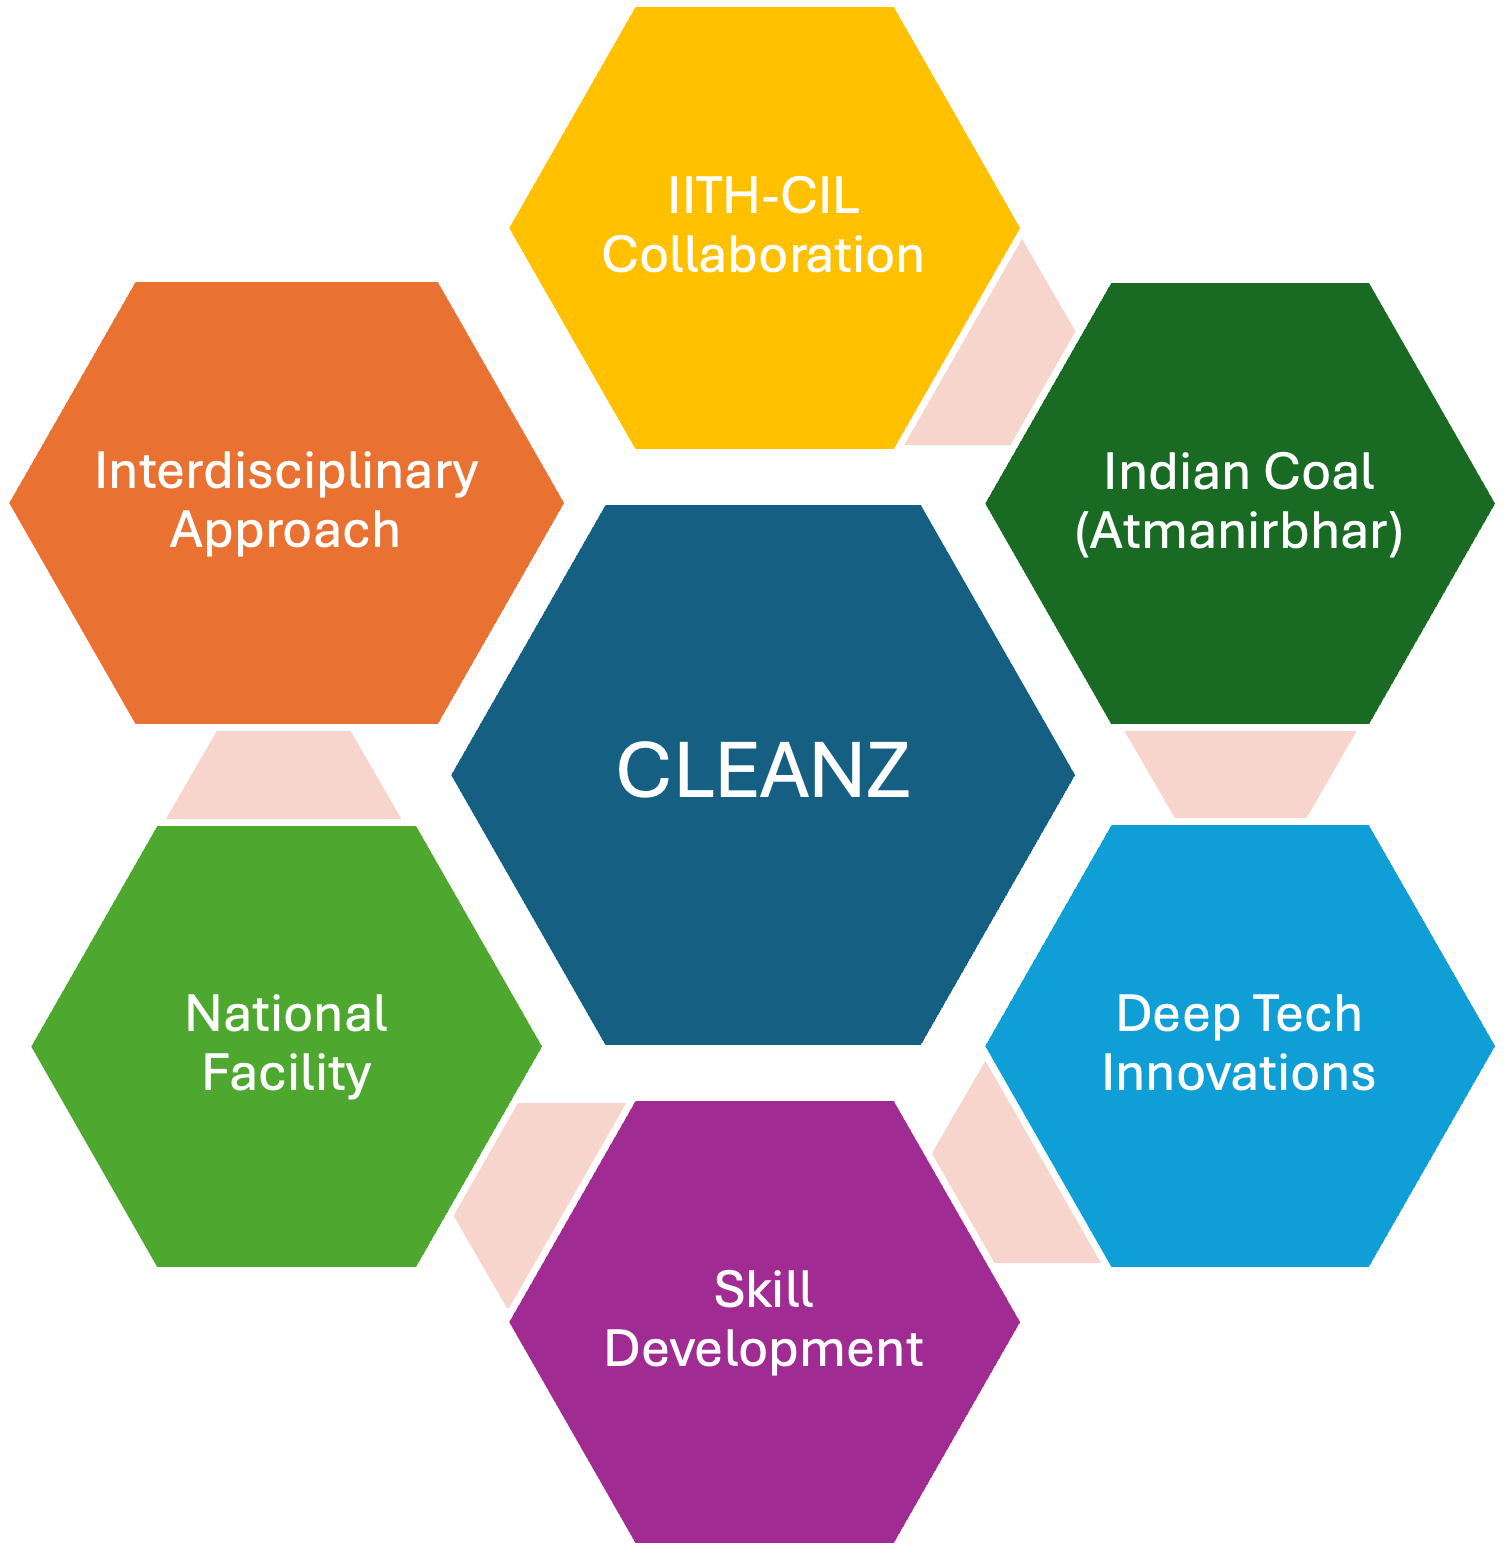 IITH-CIL
Collaboration
Interdisciplinary
Approach
Indian Coal
(Atmanirbhar)
CLEANZ
National
Facility
Deep Tech
Innovations
Skill
Development